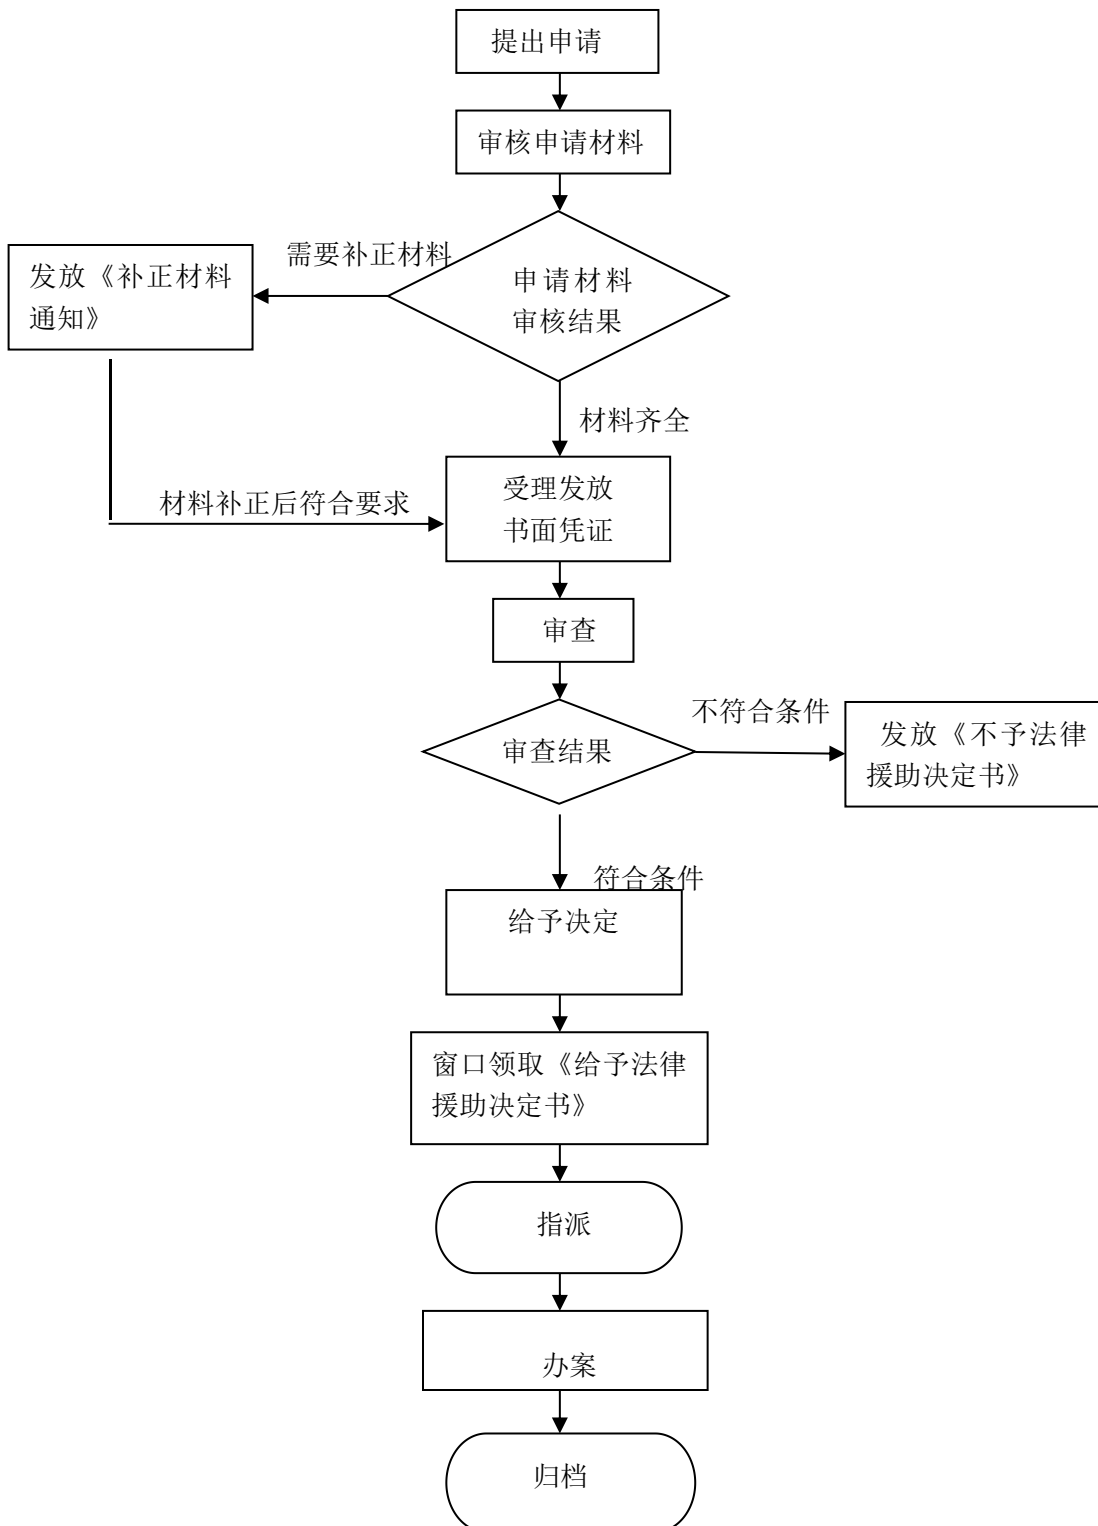 提出申请
审核申请材料
需要补正材料
发放《补正材料
通知》
申请材料
审核结果
材料齐全
受理发放
书面凭证
材料补正后符合要求
审查
不符合条件
审查结果
发放《不予法律
援助决定书》
符合条件
给予决定
窗口领取《给予法律
援助决定书》
指派
办案
归档